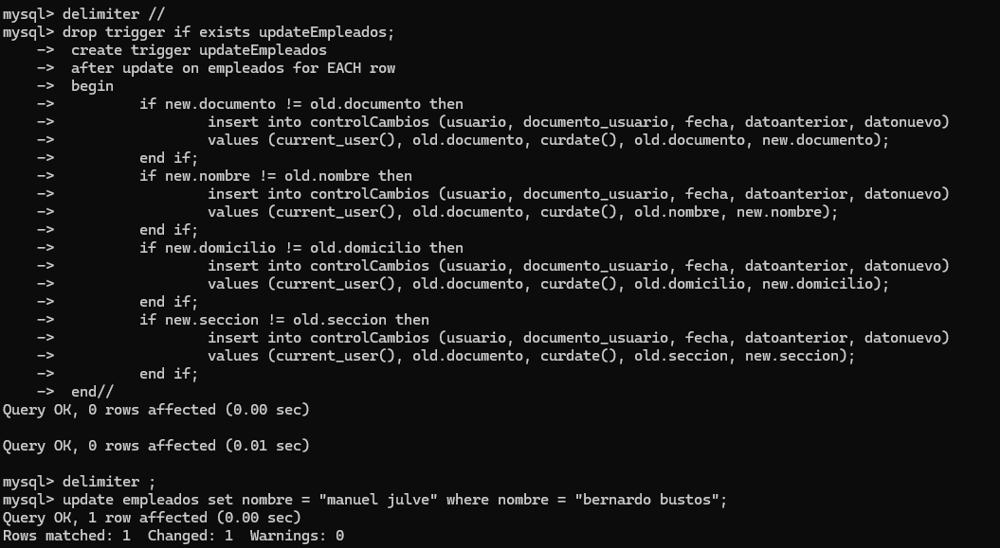 mysql> delimiter //
mysql> drop trigger if exists updateEmpleados;
    -> create trigger updateEmpleados
    -> after update on empleados for EACH row
    -> begin
    ->         if new.documento != old.documento then
    ->                 insert into controlCambios (usuario, documento_usuario, fecha, datoanterior, datonuevo)
    ->                 values (current_user(), old.documento, curdate(), old.documento, new.documento);
    ->         end if;
    ->         if new.nombre != old.nombre then
    ->                 insert into controlCambios (usuario, documento_usuario, fecha, datoanterior, datonuevo)
    ->                 values (current_user(), old.documento, curdate(), old.nombre, new.nombre);
    ->         end if;
    ->         if new.domicilio != old.domicilio then
    ->                 insert into controlCambios (usuario, documento_usuario, fecha, datoanterior, datonuevo)
    ->                 values (current_user(), old.documento, curdate(), old.domicilio, new.domicilio);
    ->         end if;
    ->         if new.seccion != old.seccion then
    ->                 insert into controlCambios (usuario, documento_usuario, fecha, datoanterior, datonuevo)
    ->                 values (current_user(), old.documento, curdate(), old.seccion, new.seccion);
    ->         end if;
    -> end//
Query OK, 0 rows affected (0.00 sec)

Query OK, 0 rows affected (0.01 sec)

mysql> delimiter ;
mysql> update empleados set nombre = "manuel julve" where nombre = "bernardo bustos";
Query OK, 1 row affected (0.00 sec)
Rows matched: 1  Changed: 1  Warnings: 0